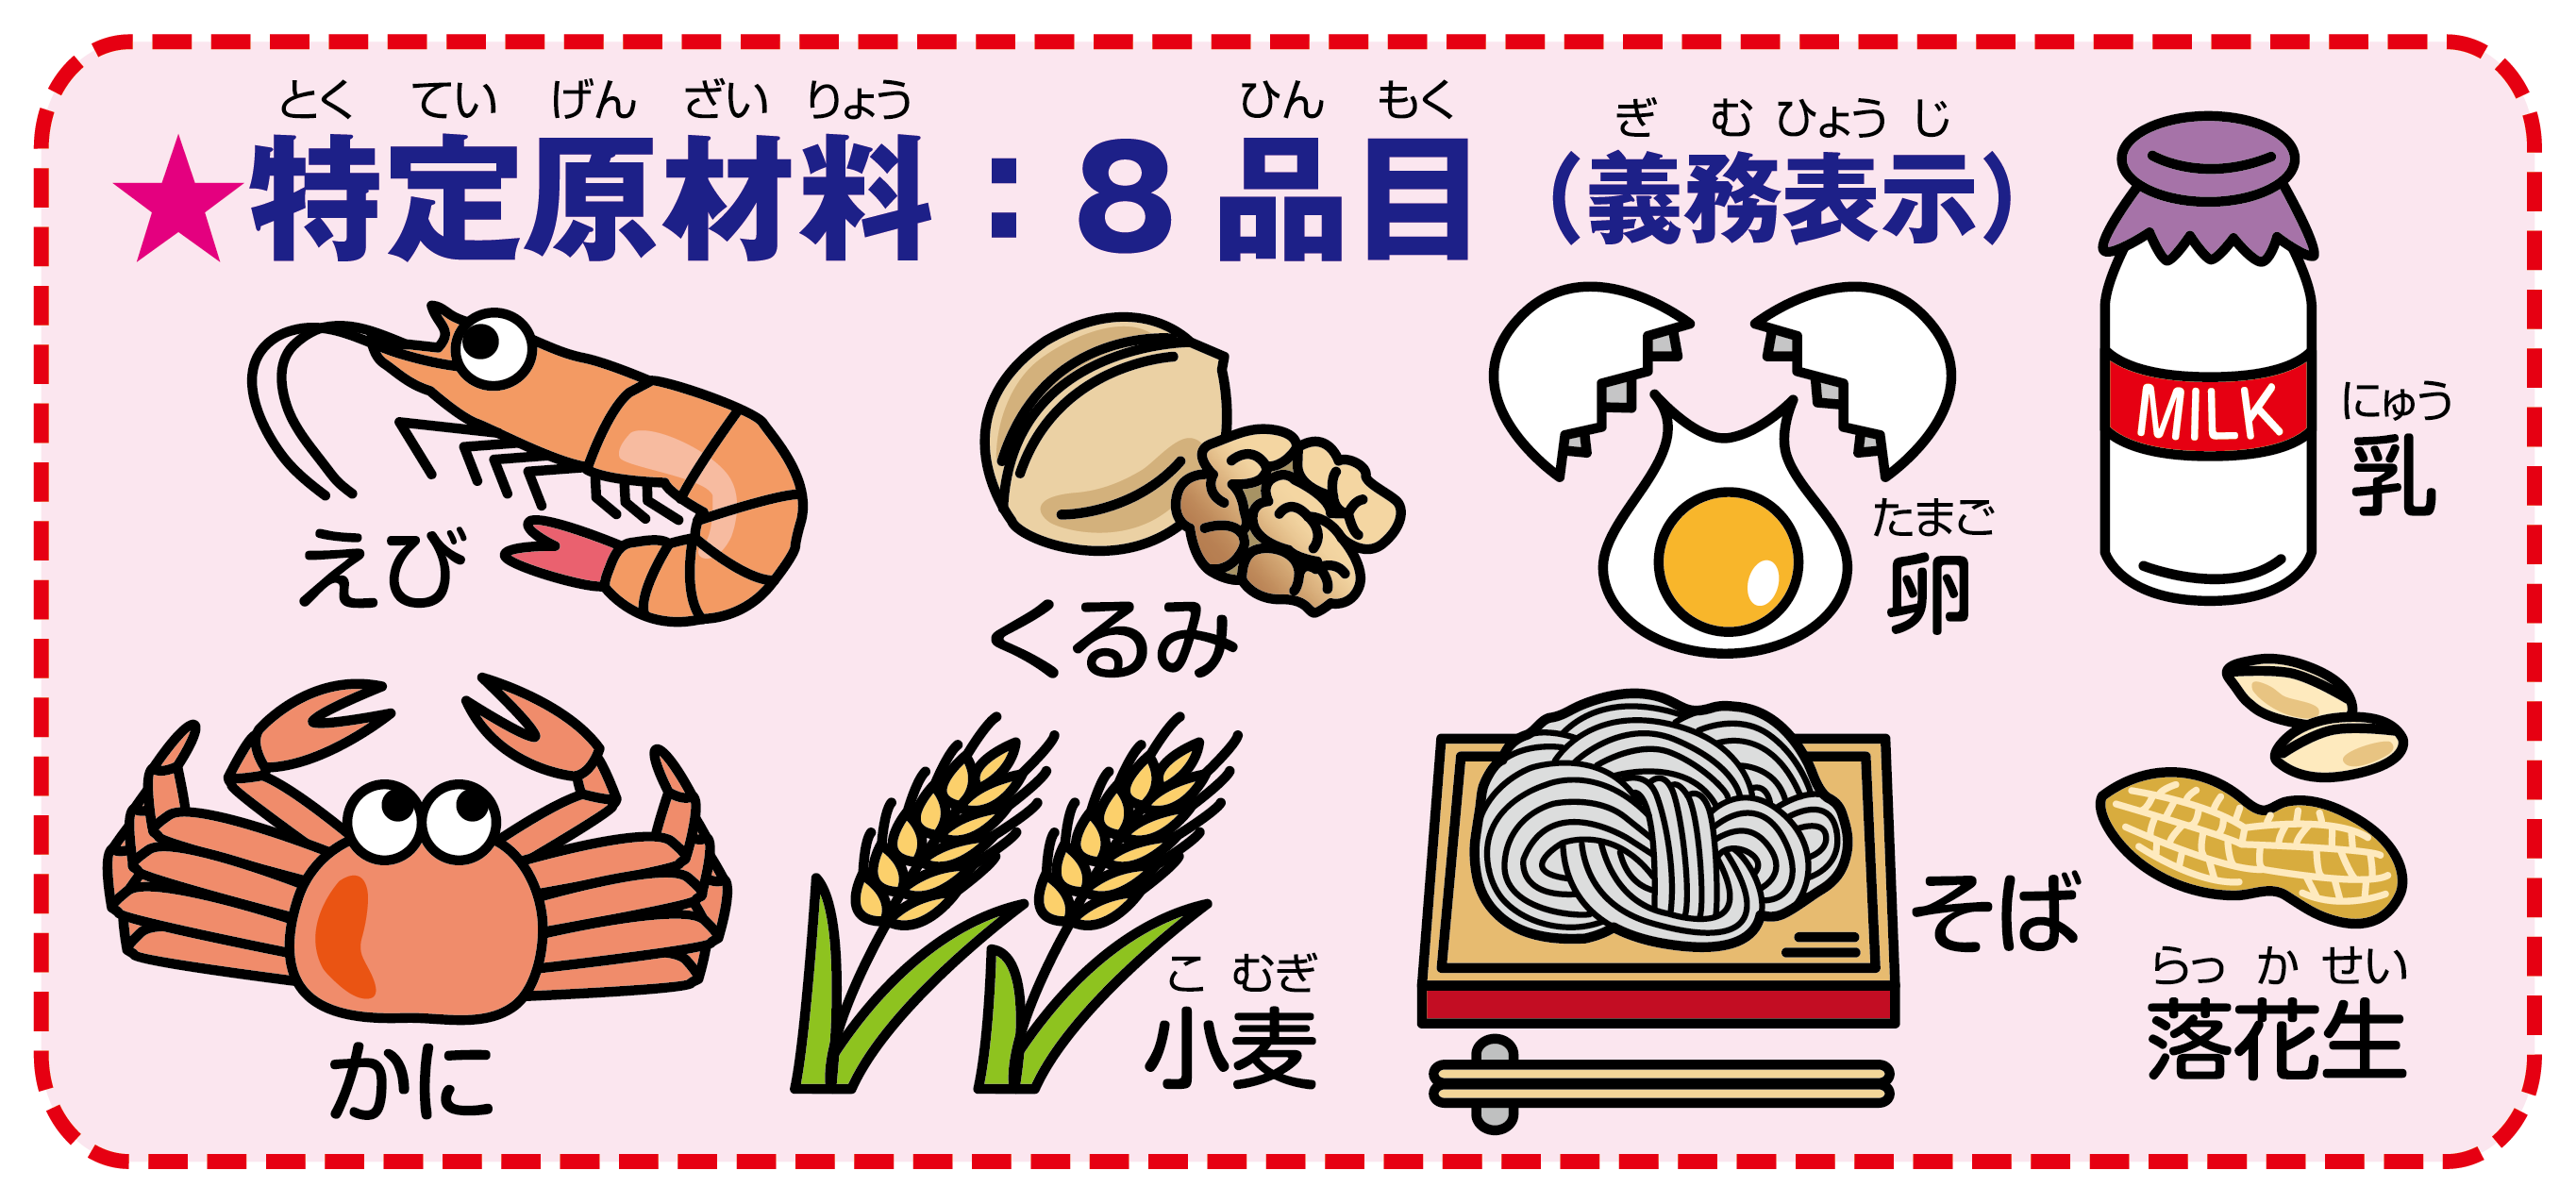 とくていげんざいりょう ひんもく ぎむひょうじ
★特定原材料：8品目（義務表示）
えび
くるみ
たまご
卵
MILK
にゅう
乳
かに
こむぎ
小麦
そば
らっかせい
落花生